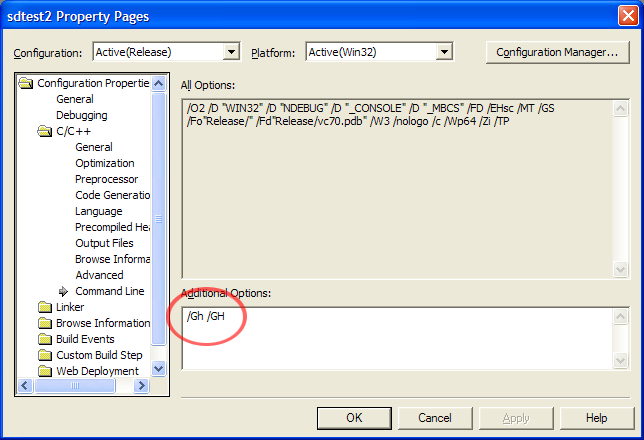 sdtest2 Property Pages
Configuration: Active(Release) Platform: Active(Win32) Configuration Manager...
Configuration Propertie
General
Debugging
C/C++
General
Optimization
Preprocessor
Code Generatio
Language
Precompiled Hea
Output Files
Browse Informa
Advanced
Command Line
Linker
Browse Information
Build Events
Custom Build Step
Web Deployment
All Options:
/O2 /D "WIN32" /D "NDEBUG" /D "_CONSOLE" /D "_MBCS" /FD /EHsc /MT /GS
/Fo"Release/" /Fd"Release/vc70.pdb" /W3 /nologo /c /Wp64 /Zi /TP
Additional Options:
/Gh /GH
OK Cancel Apply Help